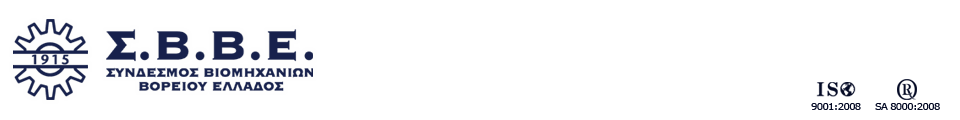 1915
Σ.Β.Β.Ε.
ΣΥΝΔΕΣΜΟΣ ΒΙΟΜΗΧΑΝΙΩΝ
ΒΟΡΕΙΟΥ ΕΛΛΑΔΟΣ
ISO
9001:2008
R
SA 8000:2008